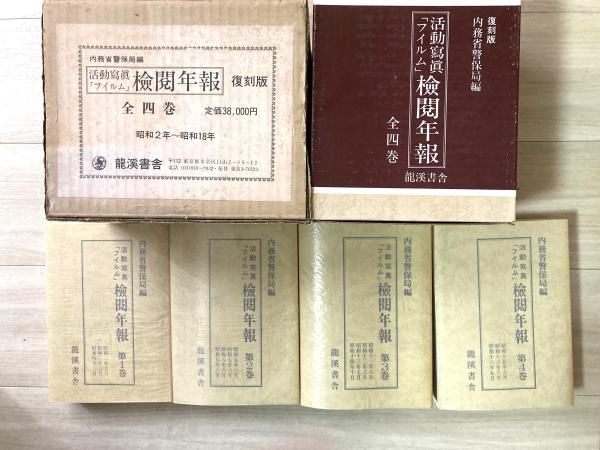 内務省警保局編
活動寫眞
「フイルム」
檢閲年報
復刻版
全四巻
定価38,000円
昭和２年〜昭和18年
龍溪書舎
復刻版
内務省警保局編
活動寫眞
「フイルム」
檢閲年報
全四巻
龍溪書舎
内務省警保局編
活動寫眞
「フイルム」
檢閲年報
第1巻
龍溪書舎
内務省警保局編
活動寫眞
「フイルム」
檢閲年報
第2巻
龍溪書舎
内務省警保局編
活動寫眞
「フイルム」
檢閲年報
第3巻
龍溪書舎
内務省警保局編
活動寫眞
「フイルム」
檢閲年報
第4巻
龍溪書舎